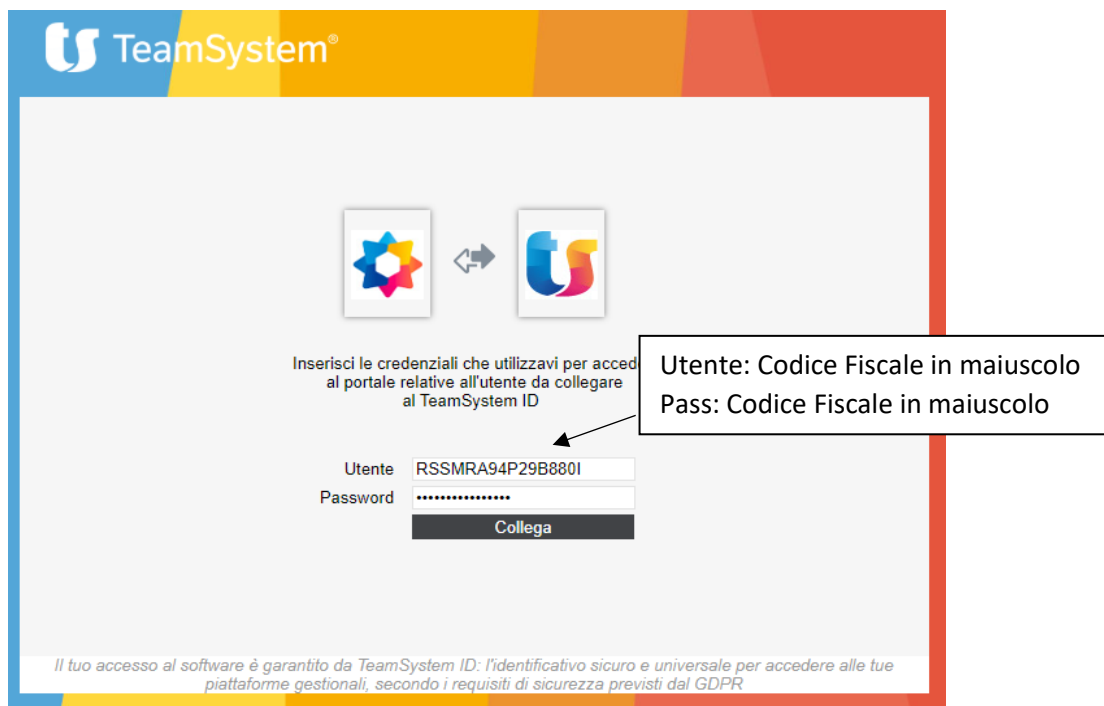 TeamSystem®
Inserisci le credenziali che utilizzavi per accede
al portale relative all'utente da collegare
al TeamSystem ID
Utente: Codice Fiscale in maiuscolo
Pass: Codice Fiscale in maiuscolo
Utente RSSMRA94P29B880I
Password ••••••••••••••••
Collega
Il tuo accesso al software è garantito da TeamSystem ID: l'identificativo sicuro e universale per accedere alle tue
piattaforme gestionali, secondo i requisiti di sicurezza previsti dal GDPR